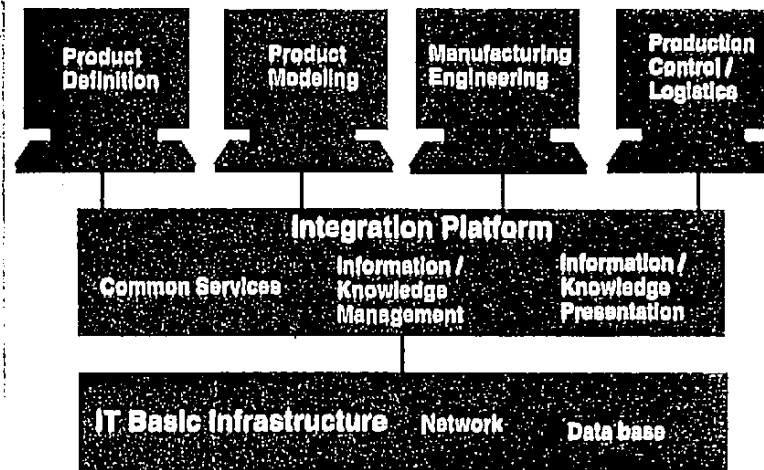 Product
Definition
Product
Modeling
Manufacturing
Engineering
Production
Control /
Logistics
Integration Platform
Common Services
Information /
Knowledge
Management
Information /
Knowledge
Presentation
IT Basic Infrastructure
Network
Data base